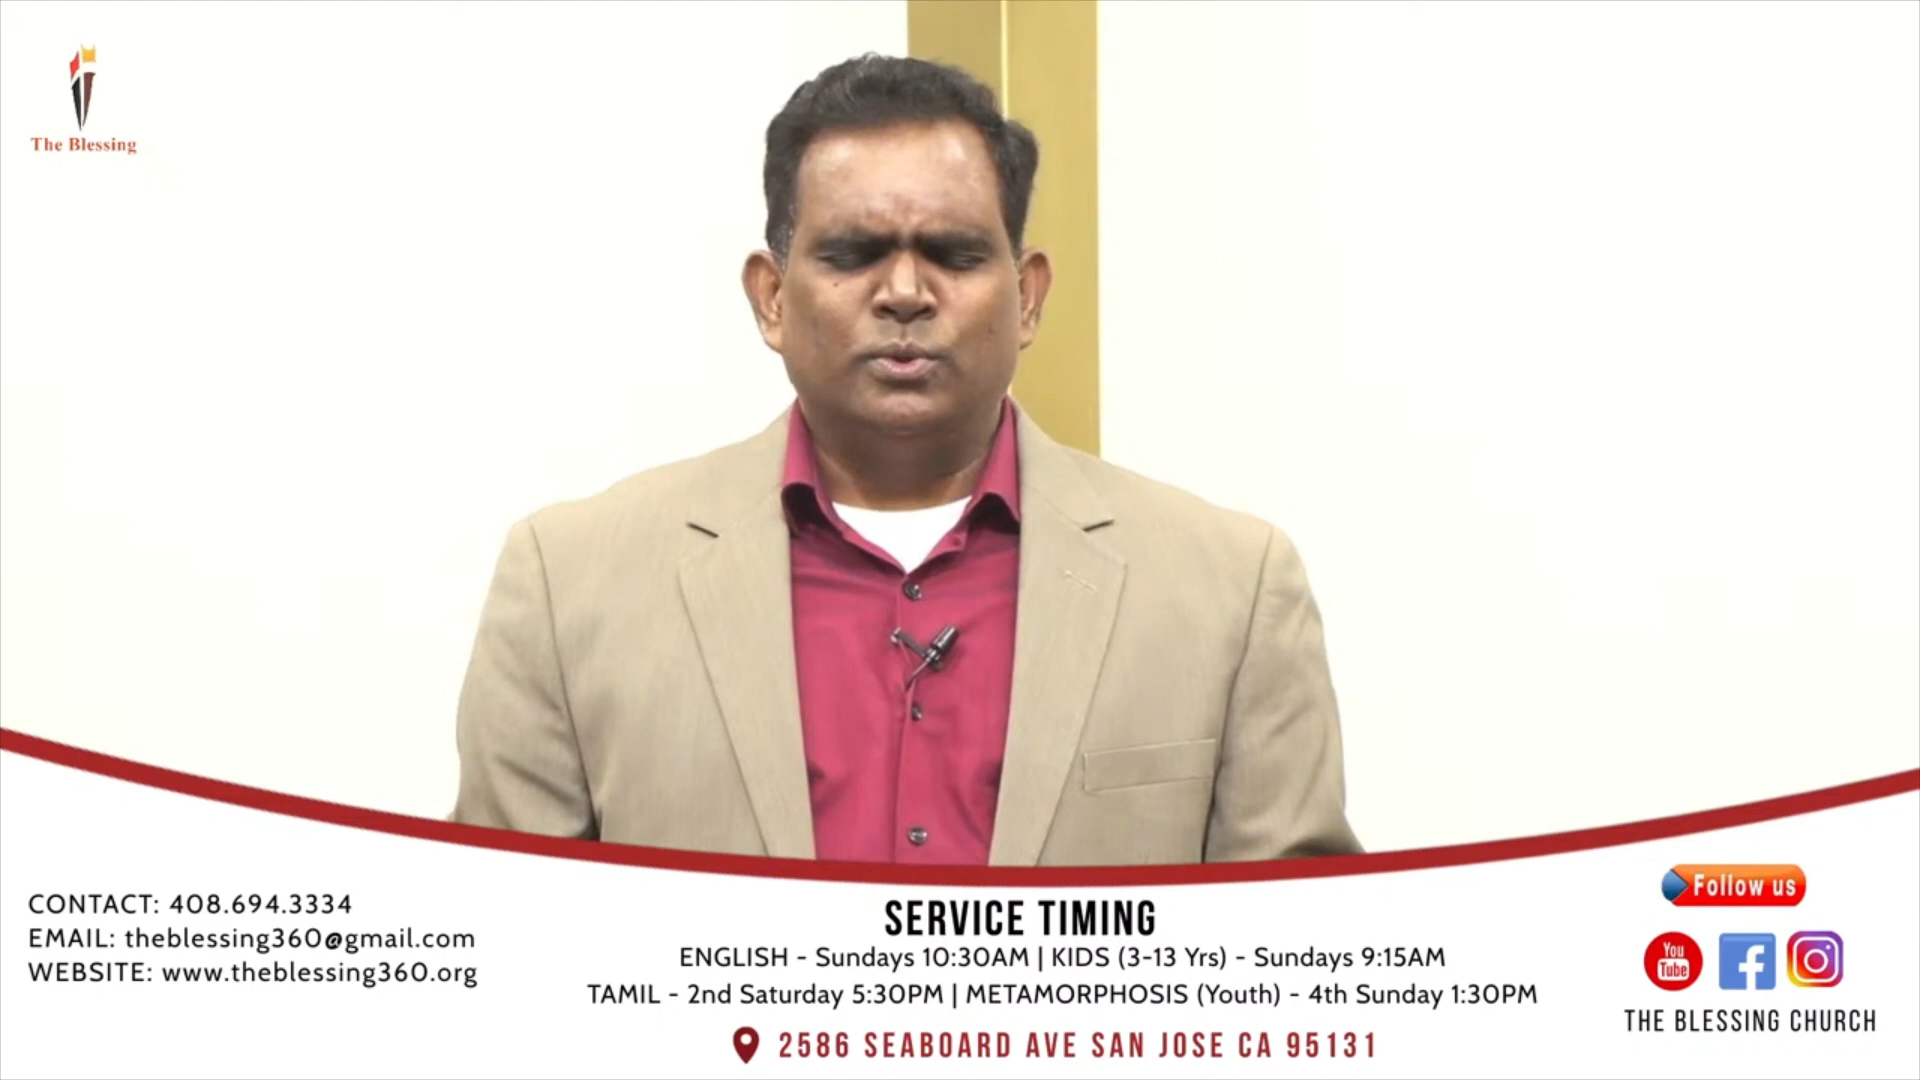 The Blessing
CONTACT: 408.694.3334
EMAIL: theblessing360@gmail.com
WEBSITE: www.theblessing360.org
SERVICE TIMING
ENGLISH - Sundays 10:30AM | KIDS (3-13 Yrs) - Sundays 9:15AM
TAMIL - 2nd Saturday 5:30PM | METAMORPHOSIS (Youth) - 4th Sunday 1:30PM
2586 SEABOARD AVE SAN JOSE CA 95131
Follow us
You
Tube
THE BLESSING CHURCH